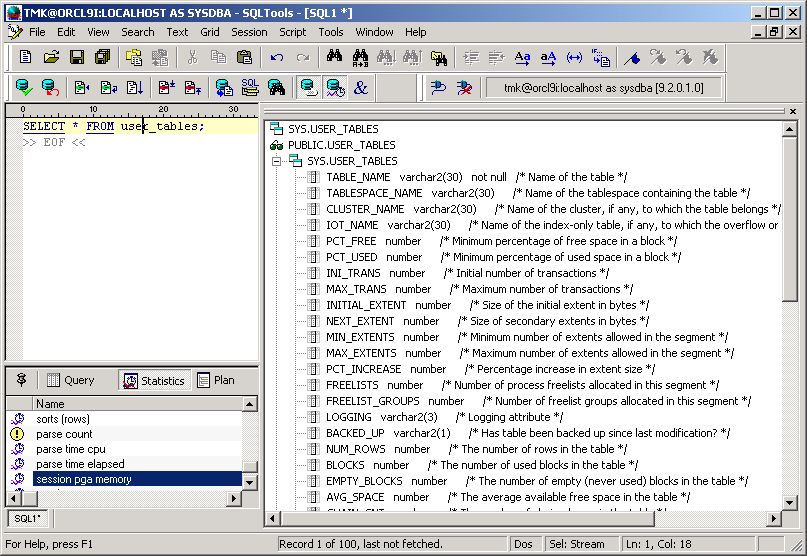 TMK@ORCL9I:LOCALHOST AS SYSDBA - SQLTools - [SQL1 *]
File Edit View Search Text Grid Session Script Tools Window Help
SQL
tmk@orcl9i:localhost as sysdba [9.2.0.1.0]
0 10 20 30
SELECT * FROM user_tables;
>> EOF <<
SYS.USER_TABLES
PUBLIC.USER_TABLES
SYS.USER_TABLES
TABLE_NAME varchar2(30) not null /* Name of the table */
TABLESPACE_NAME varchar2(30) /* Name of the tablespace containing the table */
CLUSTER_NAME varchar2(30) /* Name of the cluster, if any, to which the table belongs */
IOT_NAME varchar2(30) /* Name of the index-only table, if any, to which the overflow or
PCT_FREE number /* Minimum percentage of free space in a block */
PCT_USED number /* Minimum percentage of used space in a block */
INI_TRANS number /* Initial number of transactions */
MAX_TRANS number /* Maximum number of transactions */
INITIAL_EXTENT number /* Size of the initial extent in bytes */
NEXT_EXTENT number /* Size of secondary extents in bytes */
MIN_EXTENTS number /* Minimum number of extents allowed in the segment */
MAX_EXTENTS number /* Maximum number of extents allowed in the segment */
PCT_INCREASE number /* Percentage increase in extent size */
FREELISTS number /* Number of process freelists allocated in this segment */
FREELIST_GROUPS number /* Number of freelist groups allocated in this segment */
LOGGING varchar2(3) /* Logging attribute */
BACKED_UP varchar2(1) /* Has table been backed up since last modification? */
NUM_ROWS number /* The number of rows in the table */
BLOCKS number /* The number of used blocks in the table */
EMPTY_BLOCKS number /* The number of empty (never used) blocks in the table */
AVG_SPACE number /* The average available free space in the table */
Query Statistics Plan
Name
sorts (rows)
parse count
parse time cpu
parse time elapsed
session pga memory
SQL1*
For Help, press F1
Record 1 of 100, last not fetched.
Dos
Sel: Stream
Ln: 1, Col: 18